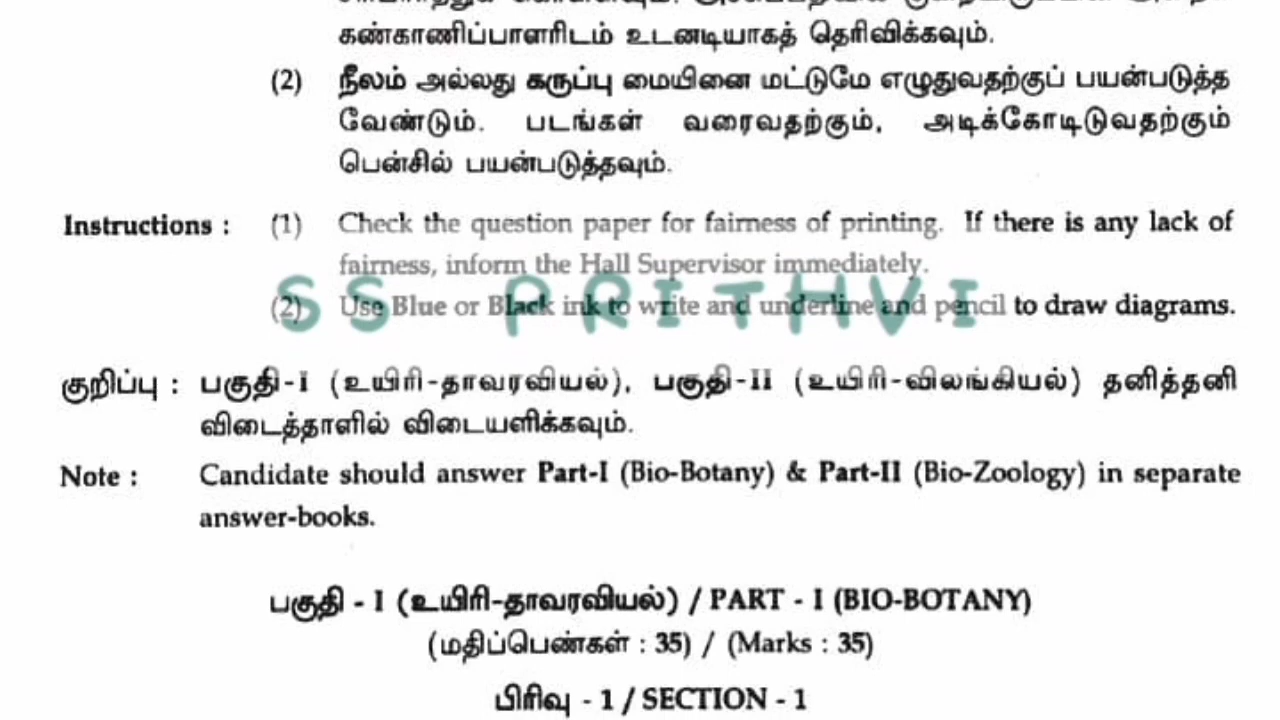 கண்காணிப்பாளரிடம் உடனடியாகத் தெரிவிக்கவும்.
(2) நீலம் அல்லது கருப்பு மையினை மட்டுமே எழுதுவதற்குப் பயன்படுத்த
வேண்டும். படங்கள் வரைவதற்கும், அடிக்கோடிடுவதற்கும்
பென்சில் பயன்படுத்தவும்.
Instructions : (1) Check the question paper for fairness of printing. If there is any lack of
fairness, inform the Hall Supervisor immediately.
SS PRITHVI
(2) Use Blue or Black ink to write and underline and pencil to draw diagrams.
குறிப்பு : பகுதி-I (உயிரி-தாவரவியல்), பகுதி-II (உயிரி-விலங்கியல்) தனித்தனி
விடைத்தாளில் விடையளிக்கவும்.
Note : Candidate should answer Part-I (Bio-Botany) & Part-II (Bio-Zoology) in separate
answer-books.
பகுதி - I (உயிரி-தாவரவியல்) / PART - I (BIO-BOTANY)
(மதிப்பெண்கள் : 35) / (Marks : 35)
பிரிவு - 1 / SECTION - 1